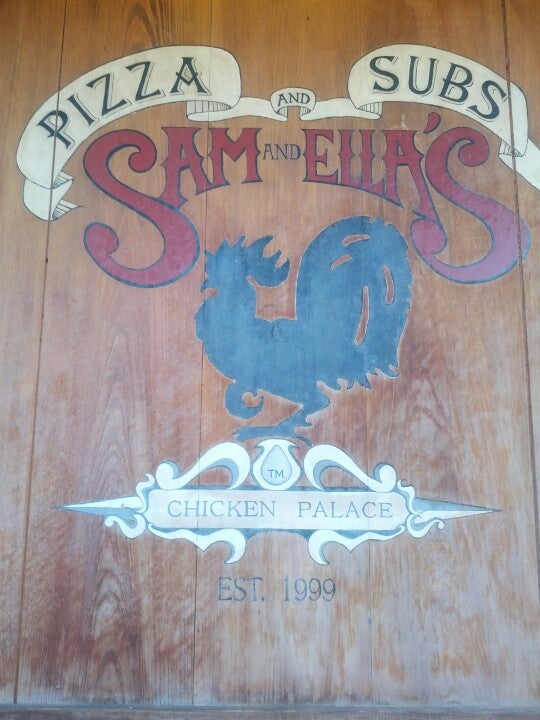 PIZZA AND SUBS
SAM AND ELLA'S
TM
CHICKEN PALACE
EST. 1999